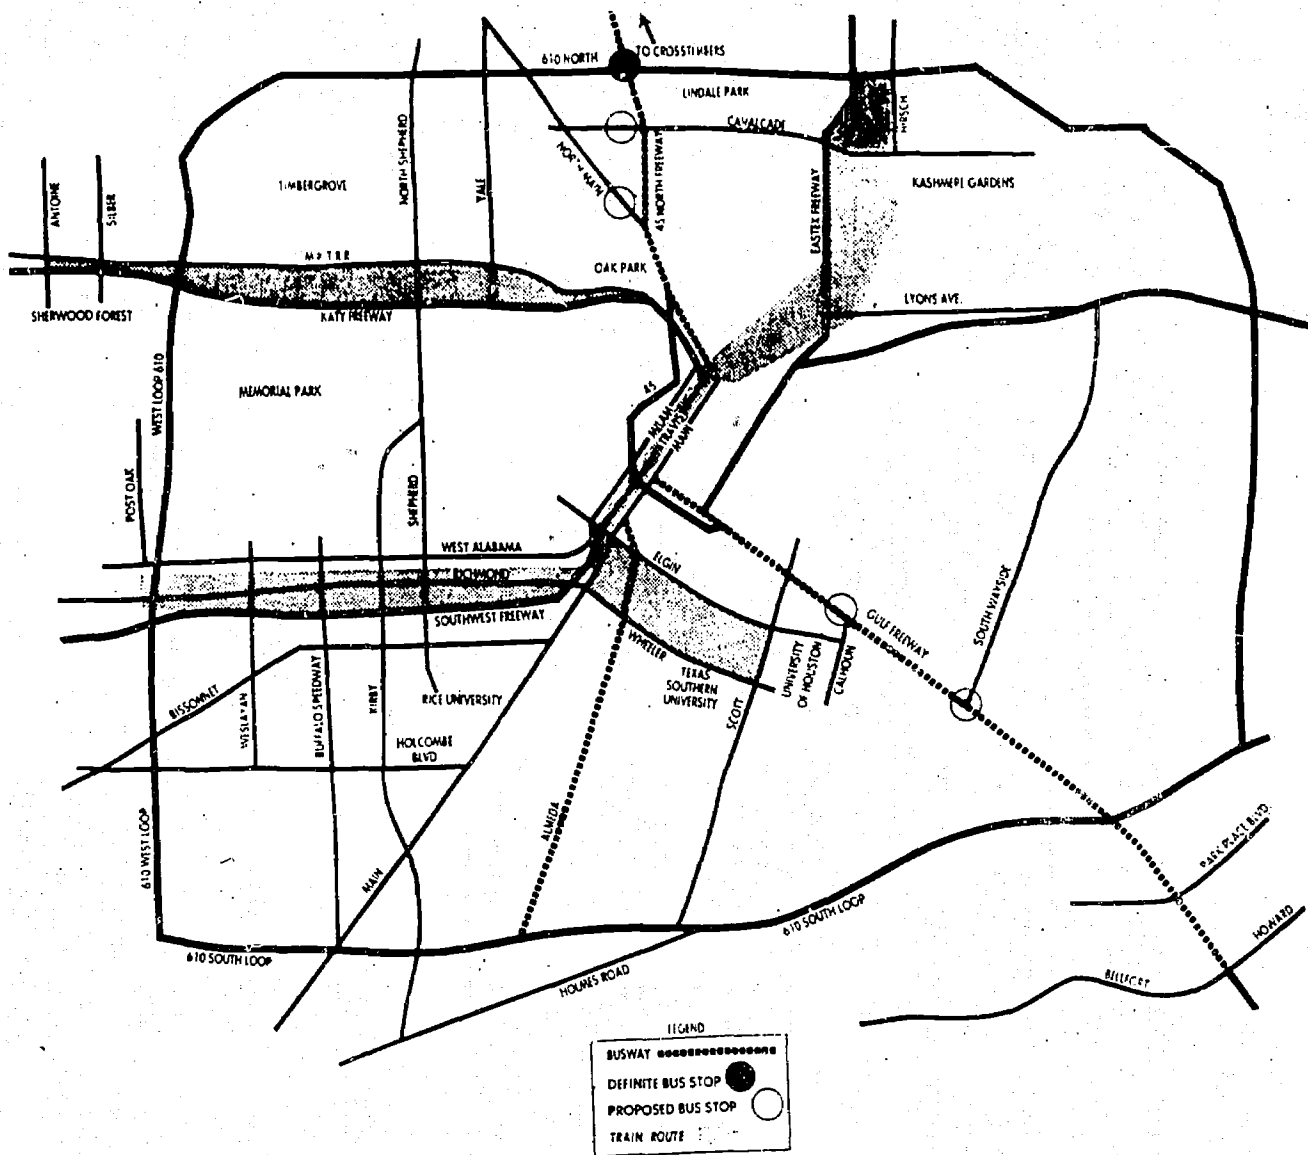 TO CROSSTIMBERS
610 NORTH
LINDALE PARK
CAVALCADE
HIRSCH
NORTH SHEPHERD
NORTH MAIN
45 NORTH FREEWAY
EASTEX FREEWAY
KASHMERE GARDENS
ANTOINE
SILBER
TIMBERGROVE
YALE
OAK PARK
LYONS AVE.
SHERWOOD FOREST
KATY FREEWAY
WEST LOOP 610
MEMORIAL PARK
45
MILAM
TRAVIS
MAIN
POST OAK
SHEPHERD
WEST ALABAMA
RICHMOND
SOUTHWEST FREEWAY
ELGIN
GULF FREEWAY
SOUTH WAYSIDE
WHEELER
TEXAS
SOUTHERN
UNIVERSITY
UNIVERSITY
OF HOUSTON
CALHOUN
SCOTT
BISSONNET
WESLAYAN
BUFFALO SPEEDWAY
KIRBY
RICE UNIVERSITY
HOLCOMBE
BLVD
ALMEDA
610 WEST LOOP
MAIN
PARK PLACE BLVD.
610 SOUTH LOOP
610 SOUTH LOOP
HOWARD
HOLMES ROAD
BELLFORT
LEGEND
BUSWAY
DEFINITE BUS STOP
PROPOSED BUS STOP
TRAIN ROUTE